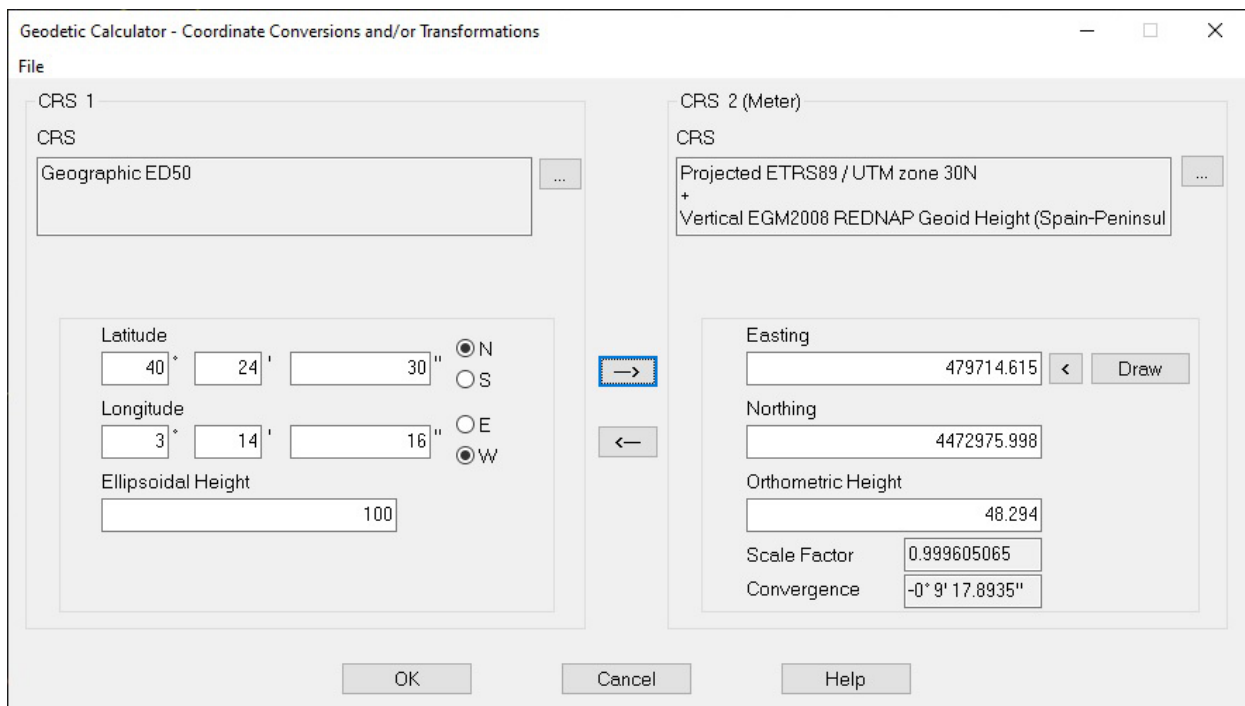 Geodetic Calculator - Coordinate Conversions and/or Transformations
File
CRS 1
CRS
Geographic ED50
...
Latitude
40 ° 24 ' 30 "
N
S
Longitude
3 ° 14 ' 16 "
E
W
Ellipsoidal Height
100
—>
<—
CRS 2 (Meter)
CRS
Projected ETRS89 / UTM zone 30N
+
Vertical EGM2008 REDNAP Geoid Height (Spain-Peninsul
...
Easting
479714.615
<
Draw
Northing
4472975.998
Orthometric Height
48.294
Scale Factor 0.999605065
Convergence -0° 9' 17.8935"
OK
Cancel
Help